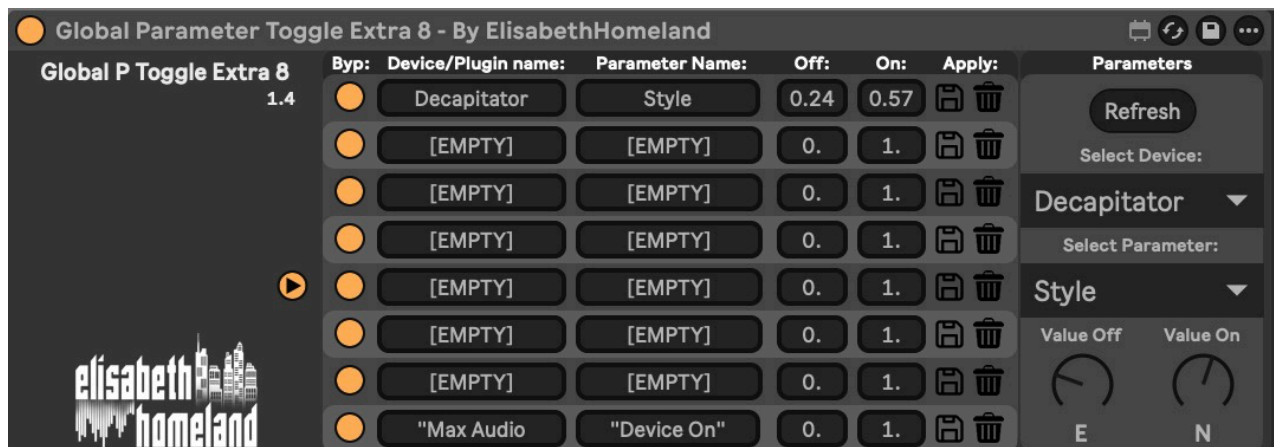 Global Parameter Toggle Extra 8 - By ElisabethHomeland
Global P Toggle Extra 8
1.4
Byp: Device/Plugin name: Parameter Name: Off: On: Apply:
Decapitator Style 0.24 0.57
[EMPTY] [EMPTY] 0. 1.
[EMPTY] [EMPTY] 0. 1.
[EMPTY] [EMPTY] 0. 1.
[EMPTY] [EMPTY] 0. 1.
[EMPTY] [EMPTY] 0. 1.
[EMPTY] [EMPTY] 0. 1.
"Max Audio "Device On" 0. 1.
Parameters
Refresh
Select Device:
Decapitator
Select Parameter:
Style
Value Off Value On
E N
elisabeth
homeland